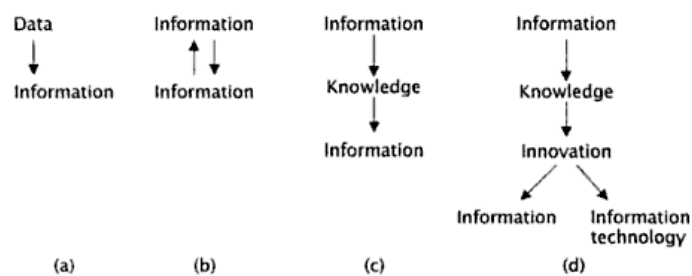 Data Information Information Information
Information Information Knowledge Knowledge
Information Innovation
Information Information
technology
(a) (b) (c) (d)